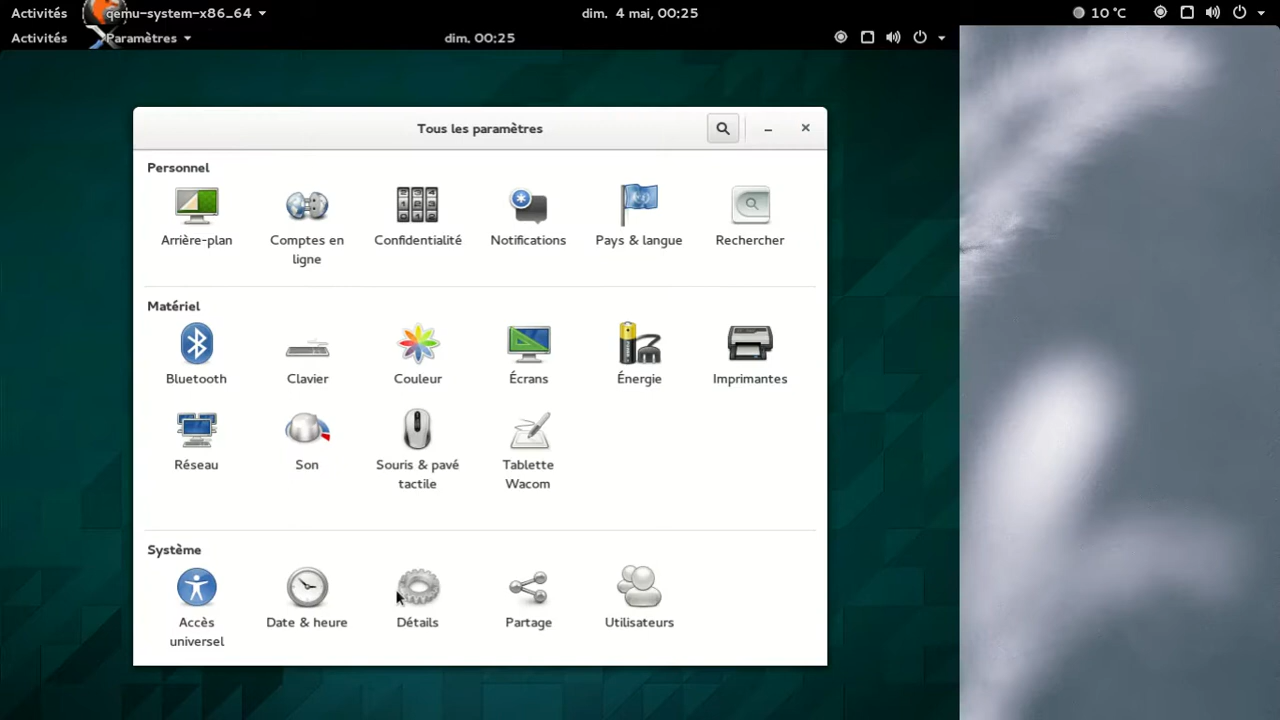 Activités qemu-system-x86_64 dim. 4 mai, 00:25 10 °C
Activités Paramètres dim. 00:25
Tous les paramètres
Personnel
Arrière-plan
Comptes en
ligne
Confidentialité
Notifications
Pays & langue
Rechercher
Matériel
Bluetooth
Clavier
Couleur
Écrans
Énergie
Imprimantes
Réseau
Son
Souris & pavé
tactile
Tablette
Wacom
Système
Accès
universel
Date & heure
Détails
Partage
Utilisateurs